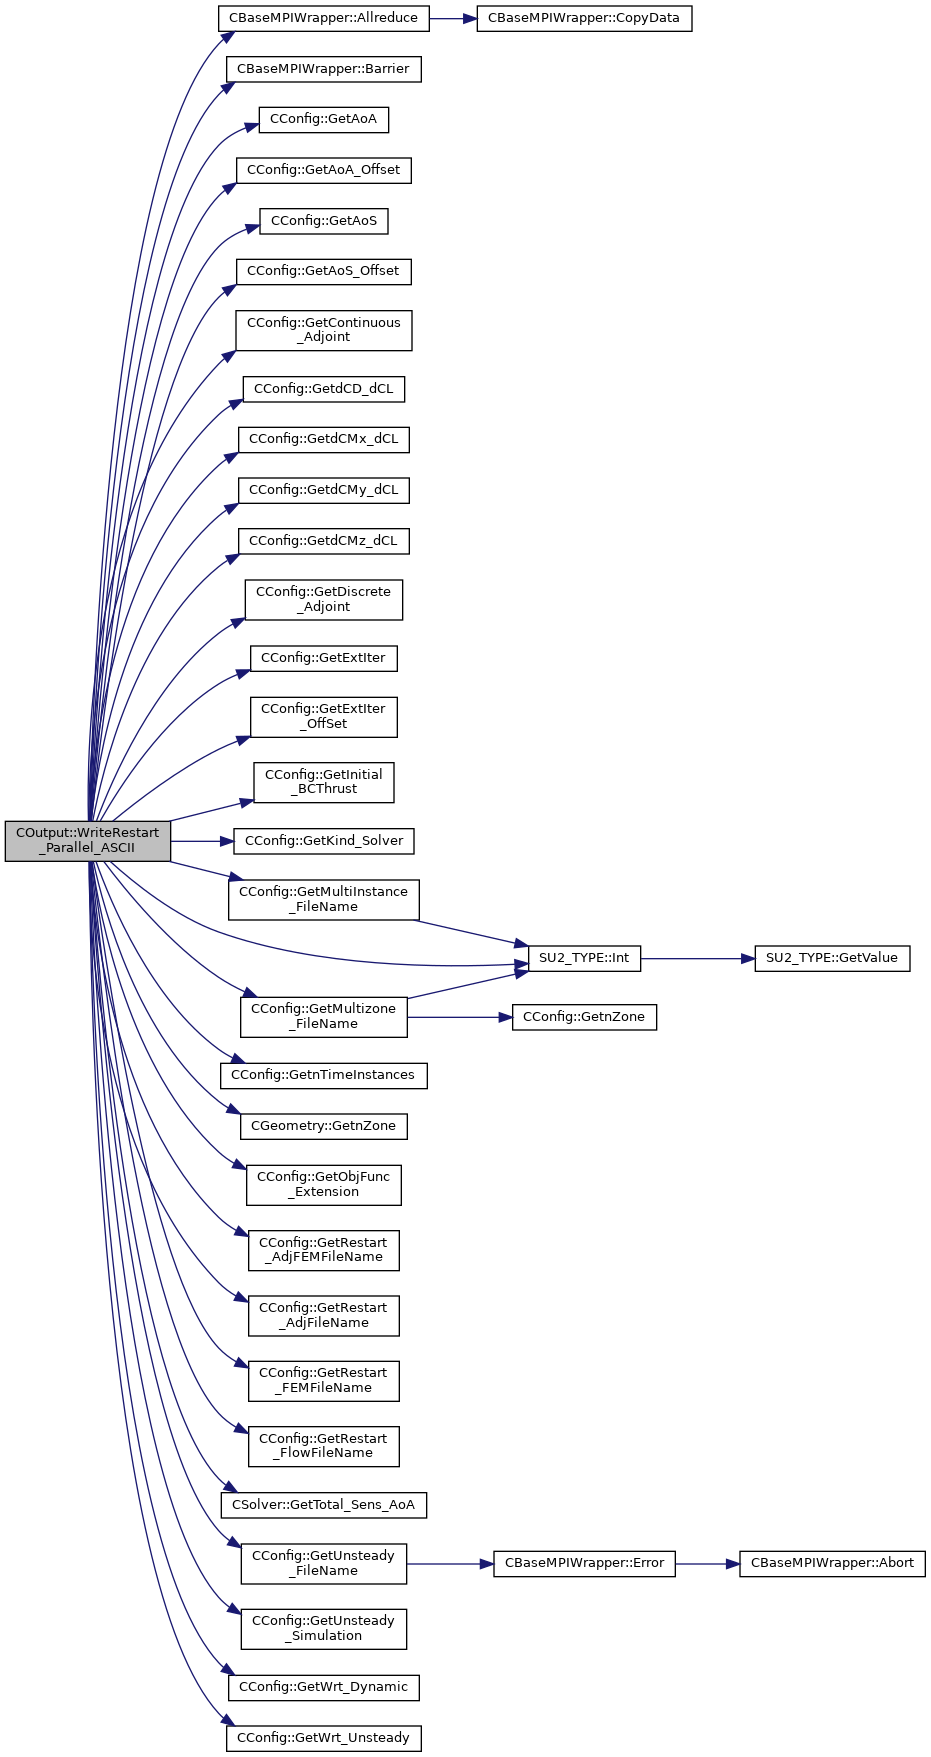 CBaseMPIWrapper::Allreduce
CBaseMPIWrapper::CopyData
CBaseMPIWrapper::Barrier
CConfig::GetAoA
CConfig::GetAoA_Offset
CConfig::GetAoS
CConfig::GetAoS_Offset
CConfig::GetContinuous
_Adjoint
CConfig::GetdCD_dCL
CConfig::GetdCMx_dCL
CConfig::GetdCMy_dCL
CConfig::GetdCMz_dCL
CConfig::GetDiscrete
_Adjoint
CConfig::GetExtIter
CConfig::GetExtIter
_OffSet
CConfig::GetInitial
_BCThrust
COutput::WriteRestart
_Parallel_ASCII
CConfig::GetKind_Solver
CConfig::GetMultiInstance
_FileName
SU2_TYPE::Int
SU2_TYPE::GetValue
CConfig::GetMultizone
_FileName
CConfig::GetnZone
CConfig::GetnTimeInstances
CGeometry::GetnZone
CConfig::GetObjFunc
_Extension
CConfig::GetRestart
_AdjFEMFileName
CConfig::GetRestart
_AdjFileName
CConfig::GetRestart
_FEMFileName
CConfig::GetRestart
_FlowFileName
CSolver::GetTotal_Sens_AoA
CConfig::GetUnsteady
_FileName
CBaseMPIWrapper::Error
CBaseMPIWrapper::Abort
CConfig::GetUnsteady
_Simulation
CConfig::GetWrt_Dynamic
CConfig::GetWrt_Unsteady